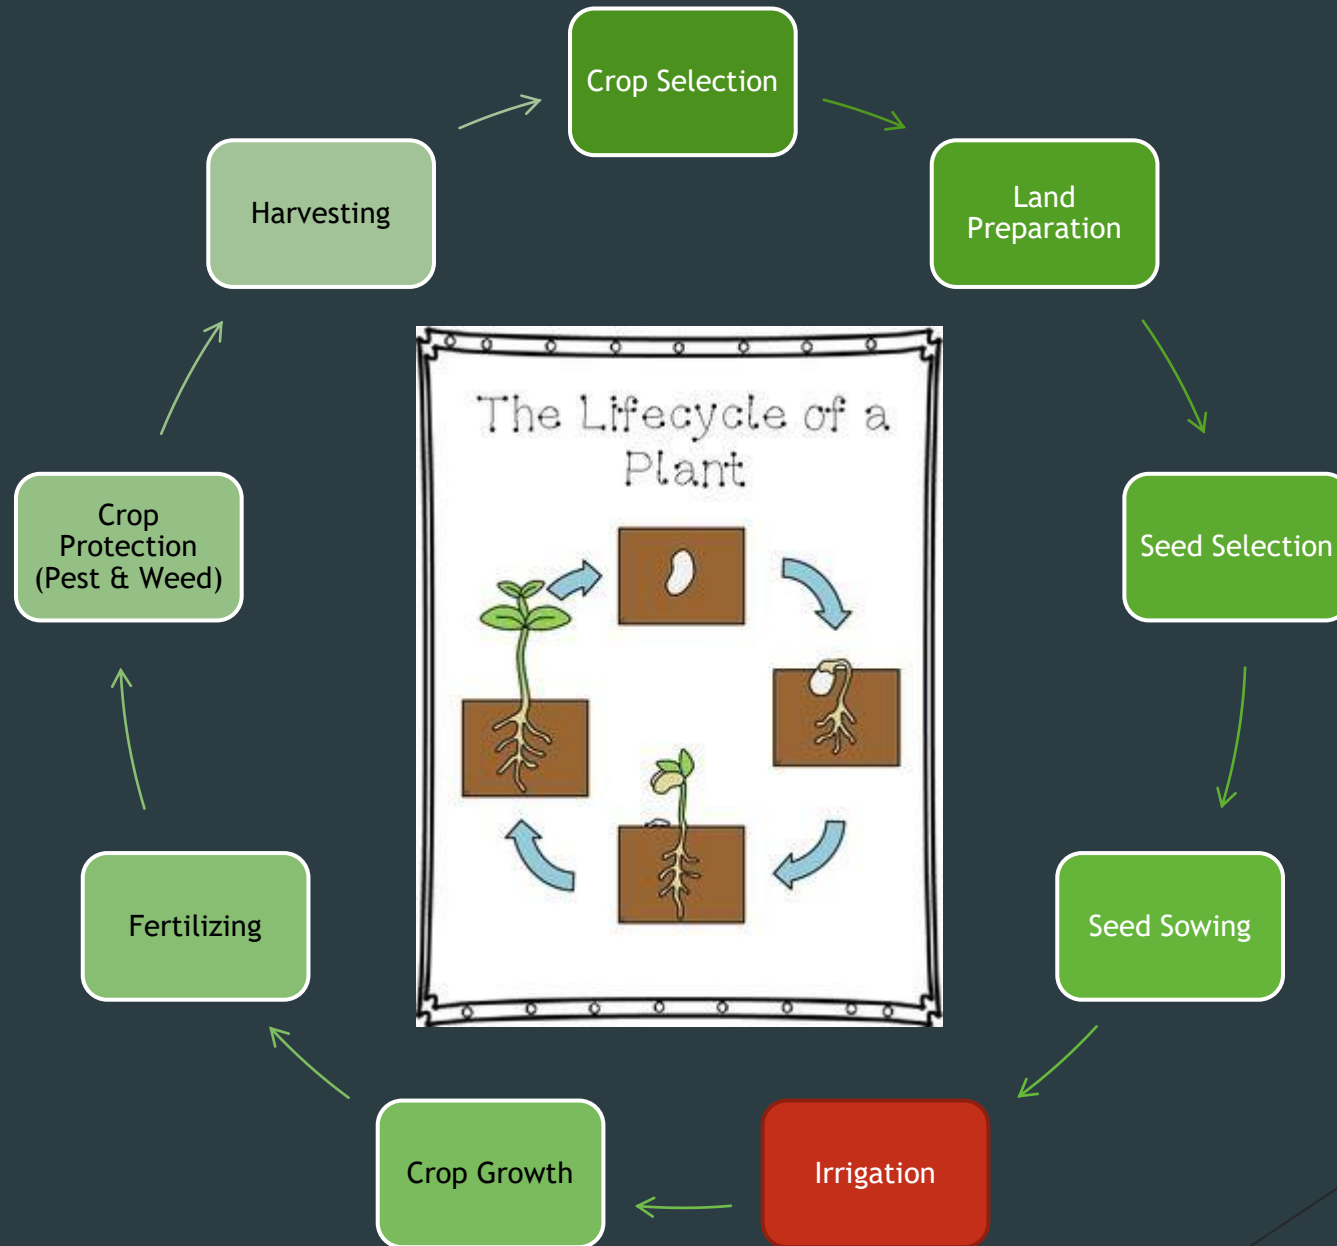 Crop Selection
Land
Preparation
Seed Selection
Seed Sowing
Irrigation
Crop Growth
Fertilizing
Crop
Protection
(Pest & Weed)
Harvesting
The Lifecycle of a
Plant